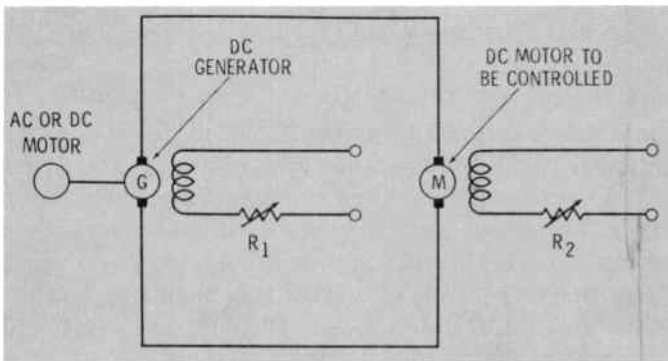 DC
GENERATOR
DC MOTOR TO
BE CONTROLLED
AC OR DC
MOTOR
G
M
R1
R2